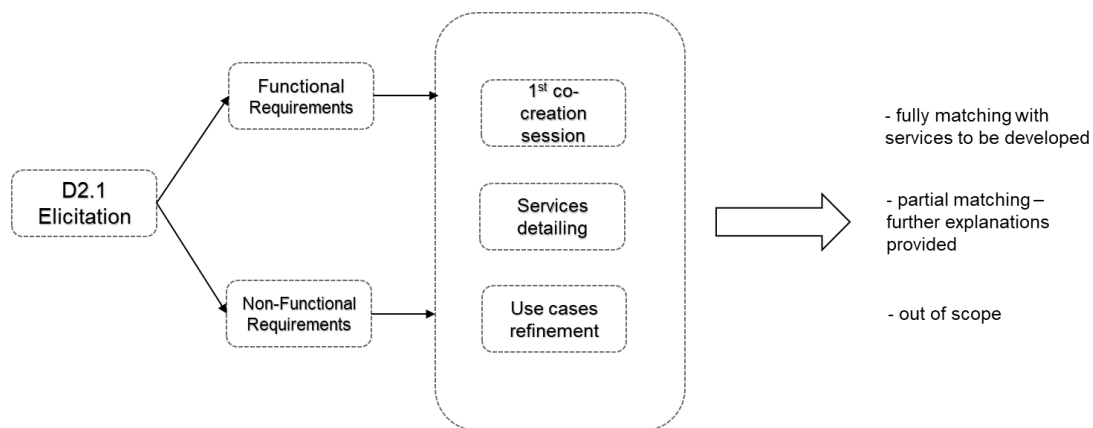 D2.1
Elicitation
Functional
Requirements
Non-Functional
Requirements
1st co-
creation
session
Services
detailing
Use cases
refinement
- fully matching with
services to be developed
- partial matching –
further explanations
provided
- out of scope